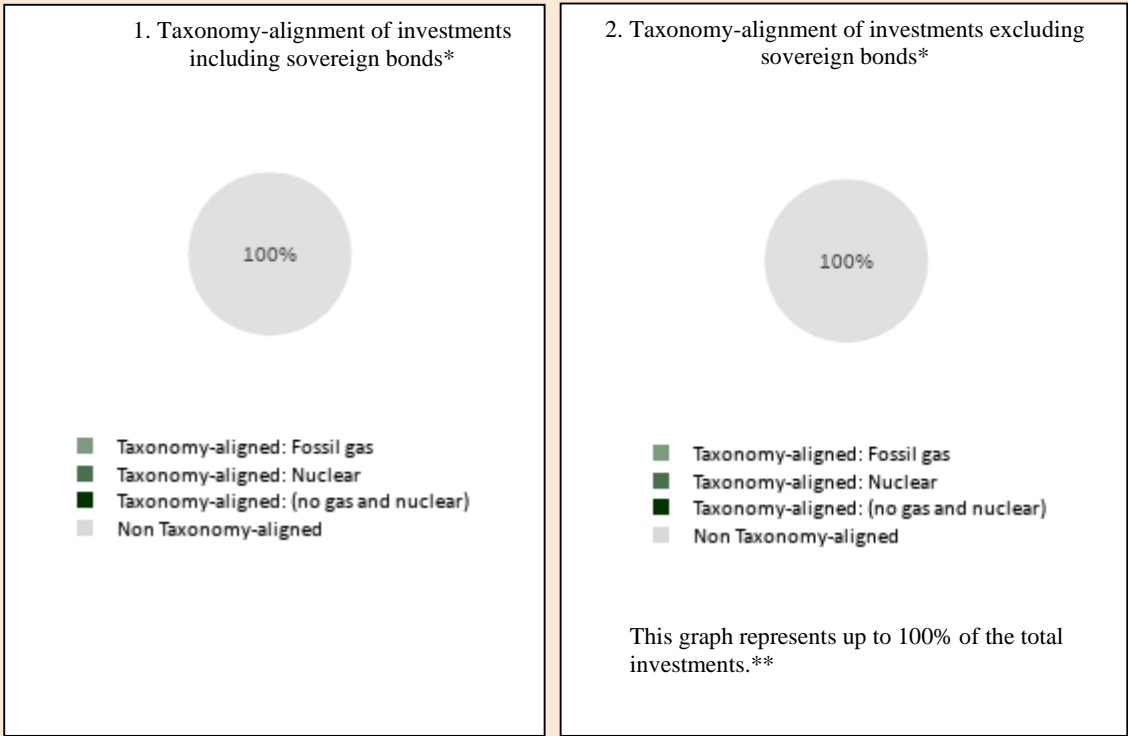 1. Taxonomy-alignment of investments
including sovereign bonds*
100%
Taxonomy-aligned: Fossil gas
Taxonomy-aligned: Nuclear
Taxonomy-aligned: (no gas and nuclear)
Non Taxonomy-aligned
2. Taxonomy-alignment of investments excluding
sovereign bonds*
100%
Taxonomy-aligned: Fossil gas
Taxonomy-aligned: Nuclear
Taxonomy-aligned: (no gas and nuclear)
Non Taxonomy-aligned
This graph represents up to 100% of the total
investments.**